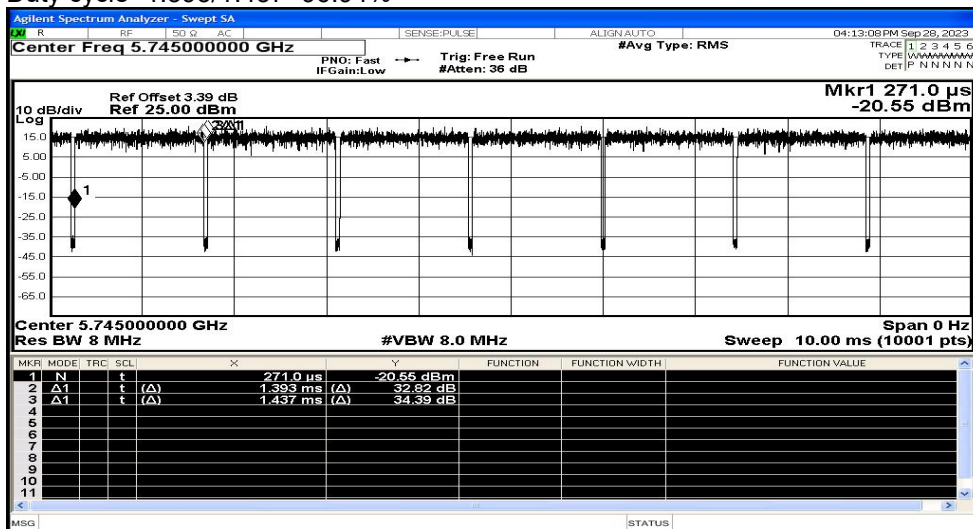 Agilent Spectrum Analyzer - Swept SA
R RF 50 Ω AC SENSE:PULSE ALIGN AUTO 04:13:08 PM Sep 28, 2023
Center Freq 5.745000000 GHz #Avg Type: RMS TRACE 1 2 3 4 5 6
PNO: Fast Trig: Free Run TYPE
IFGain:Low #Atten: 36 dB DET P N N N N N
Mkr1 271.0 µs
Ref Offset 3.39 dB -20.55 dBm
10 dB/div Ref 25.00 dBm
Log
15.0
5.00
-5.00
1
-15.0
-25.0
-35.0
-45.0
-55.0
-65.0
Center 5.745000000 GHz Span 0 Hz
Res BW 8 MHz #VBW 8.0 MHz Sweep 10.00 ms (10001 pts)
MKR MODE TRC SCL X Y FUNCTION FUNCTION WIDTH FUNCTION VALUE
1 N t 271.0 µs -20.55 dBm
2 Δ1 t (Δ) 1.393 ms (Δ) 32.82 dB
3 Δ1 t (Δ) 1.437 ms (Δ) 34.39 dB
4
5
6
7
8
9
10
11
MSG STATUS